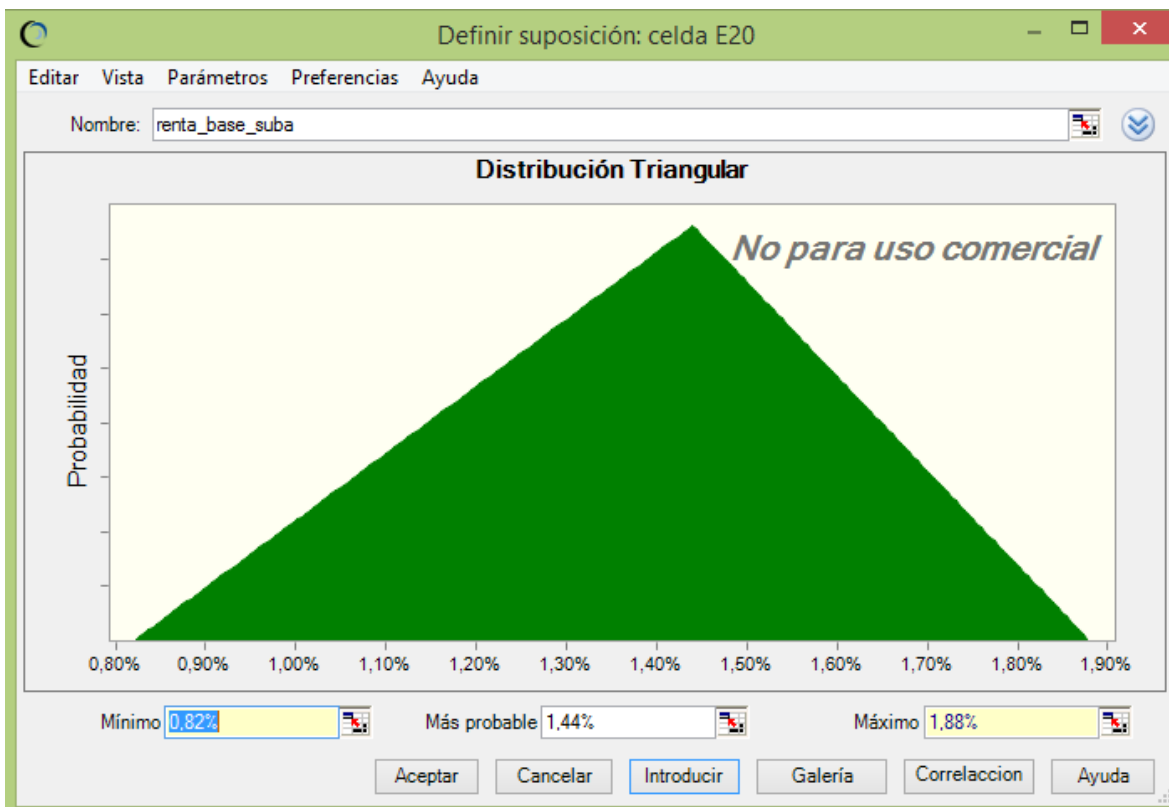 Definir suposición: celda E20
Editar Vista Parámetros Preferencias Ayuda
Nombre: renta_base_suba
Distribución Triangular
No para uso comercial
Probabilidad
0,80% 0,90% 1,00% 1,10% 1,20% 1,30% 1,40% 1,50% 1,60% 1,70% 1,80% 1,90%
Mínimo 0,82% Más probable 1,44% Máximo 1,88%
Aceptar Cancelar Introducir Galería Correlaccion Ayuda